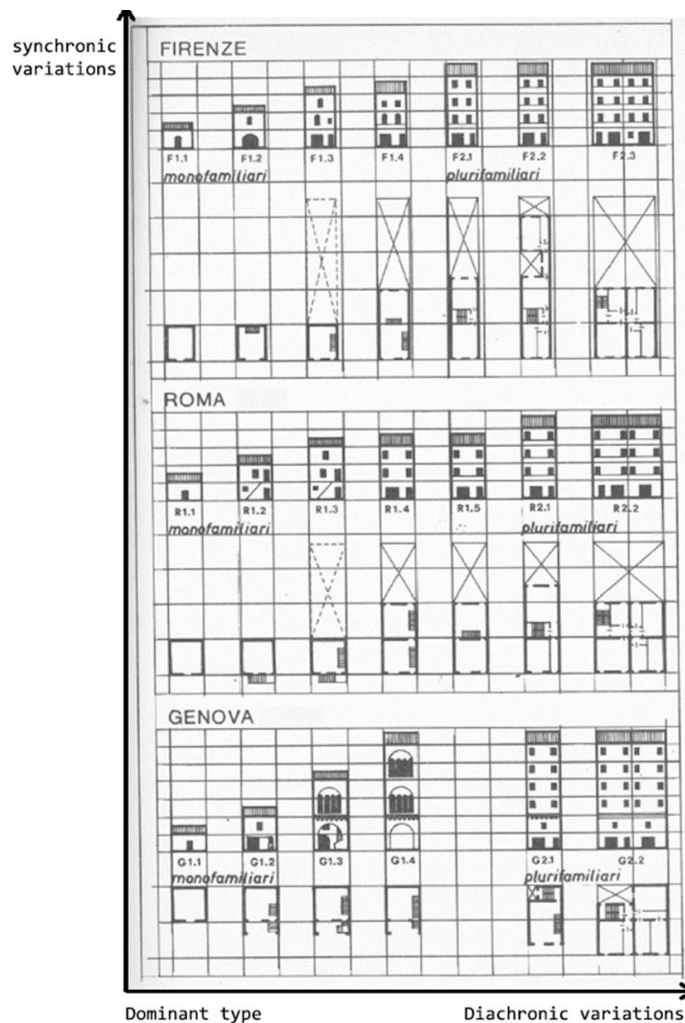 synchronic
variations
FIRENZE
F1.1 F1.2 F1.3 F1.4 F2.1 F2.2 F2.3
monofamiliari plurifamiliari
ROMA
R1.1 R1.2 R1.3 R1.4 R1.5 R2.1 R2.2
monofamiliari plurifamiliari
GENOVA
G1.1 G1.2 G1.3 G1.4 G2.1 G2.2
monofamiliari plurifamiliari
Dominant type Diachronic variations